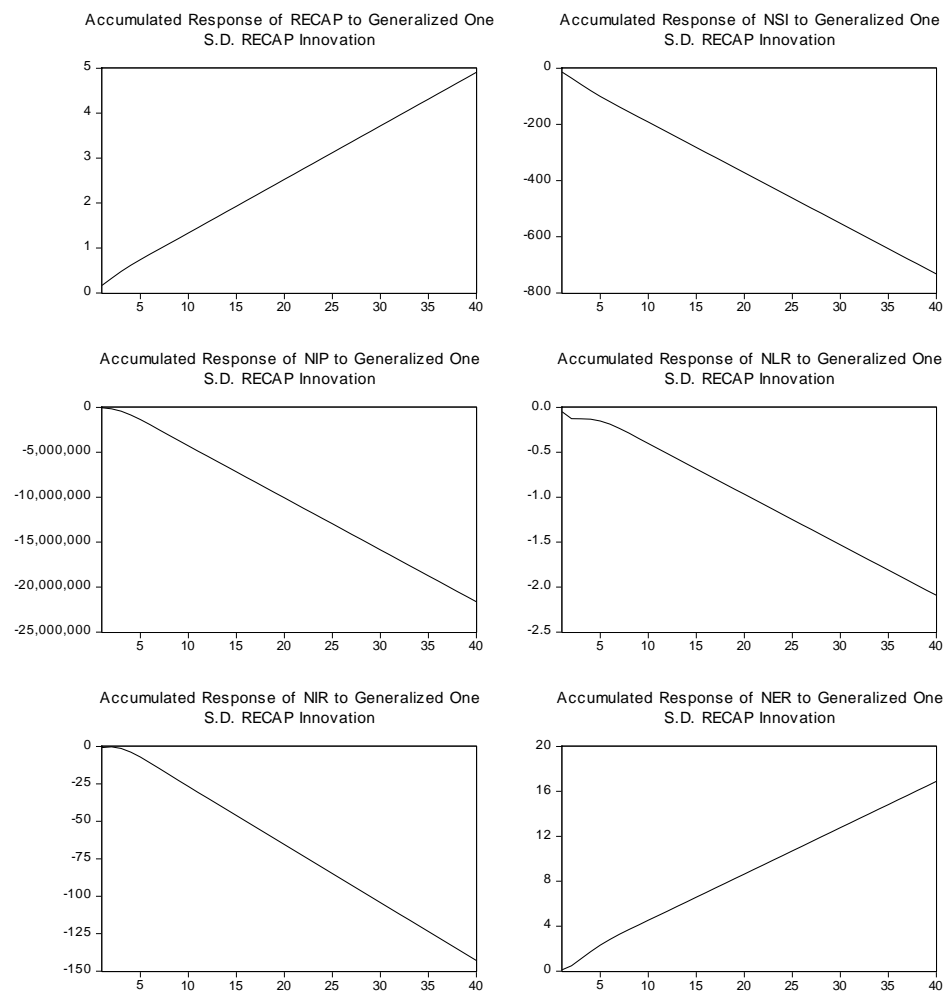 Accumulated Response of RECAP to Generalized One
S.D. RECAP Innovation
5
4
3
2
1
0
5 10 15 20 25 30 35 40
Accumulated Response of NSI to Generalized One
S.D. RECAP Innovation
0
-200
-400
-600
-800
5 10 15 20 25 30 35 40
Accumulated Response of NIP to Generalized One
S.D. RECAP Innovation
0
-5,000,000
-10,000,000
-15,000,000
-20,000,000
-25,000,000
5 10 15 20 25 30 35 40
Accumulated Response of NLR to Generalized One
S.D. RECAP Innovation
0.0
-0.5
-1.0
-1.5
-2.0
-2.5
5 10 15 20 25 30 35 40
Accumulated Response of NIR to Generalized One
S.D. RECAP Innovation
0
-25
-50
-75
-100
-125
-150
5 10 15 20 25 30 35 40
Accumulated Response of NER to Generalized One
S.D. RECAP Innovation
20
16
12
8
4
0
5 10 15 20 25 30 35 40